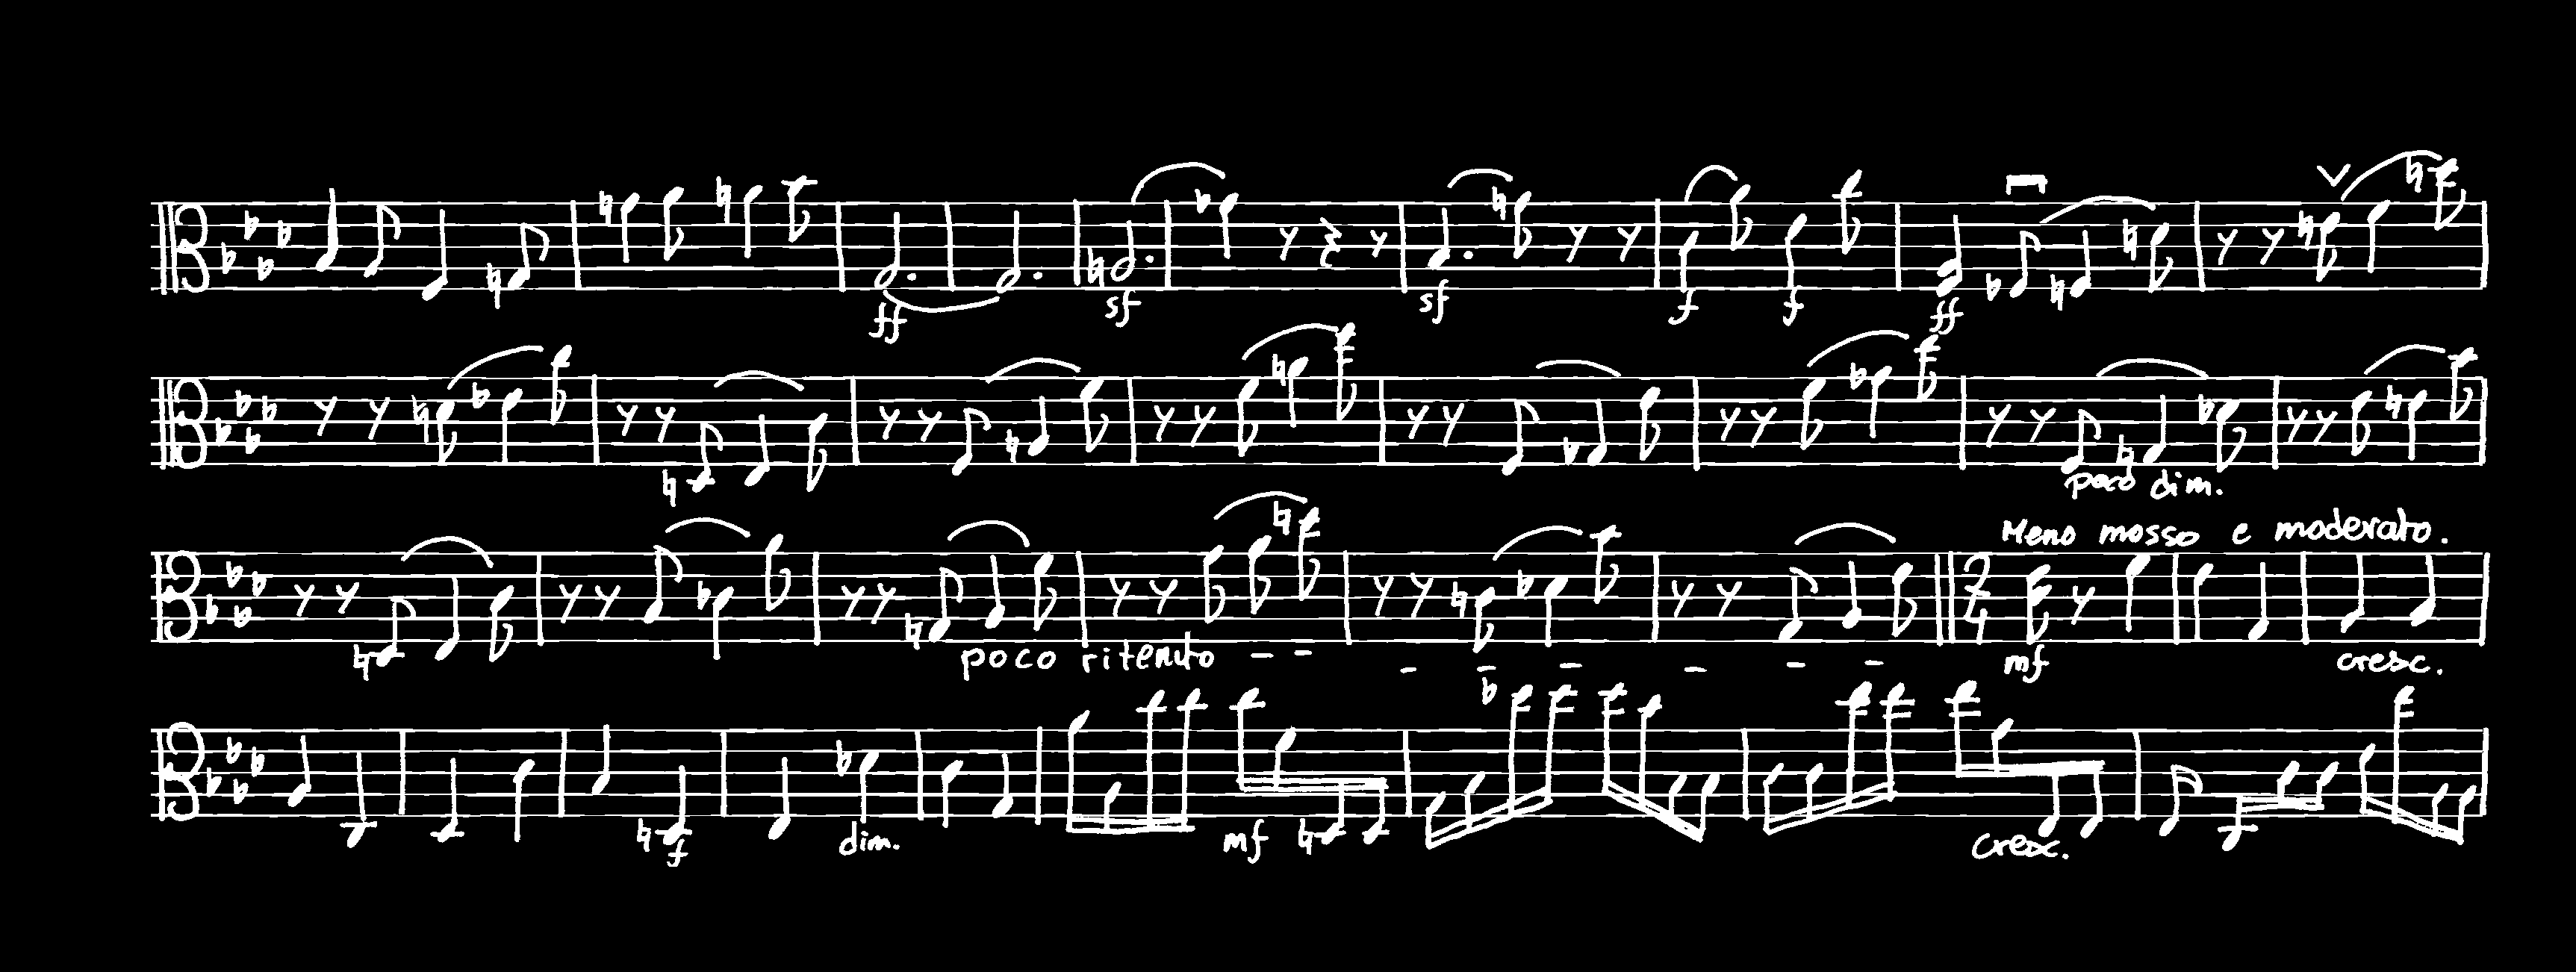 ff sf sf f f ff
poco dim.
Meno mosso e moderato.
poco ritenuto - - - - - - - - mf cresc.
f dim. mf cresc.